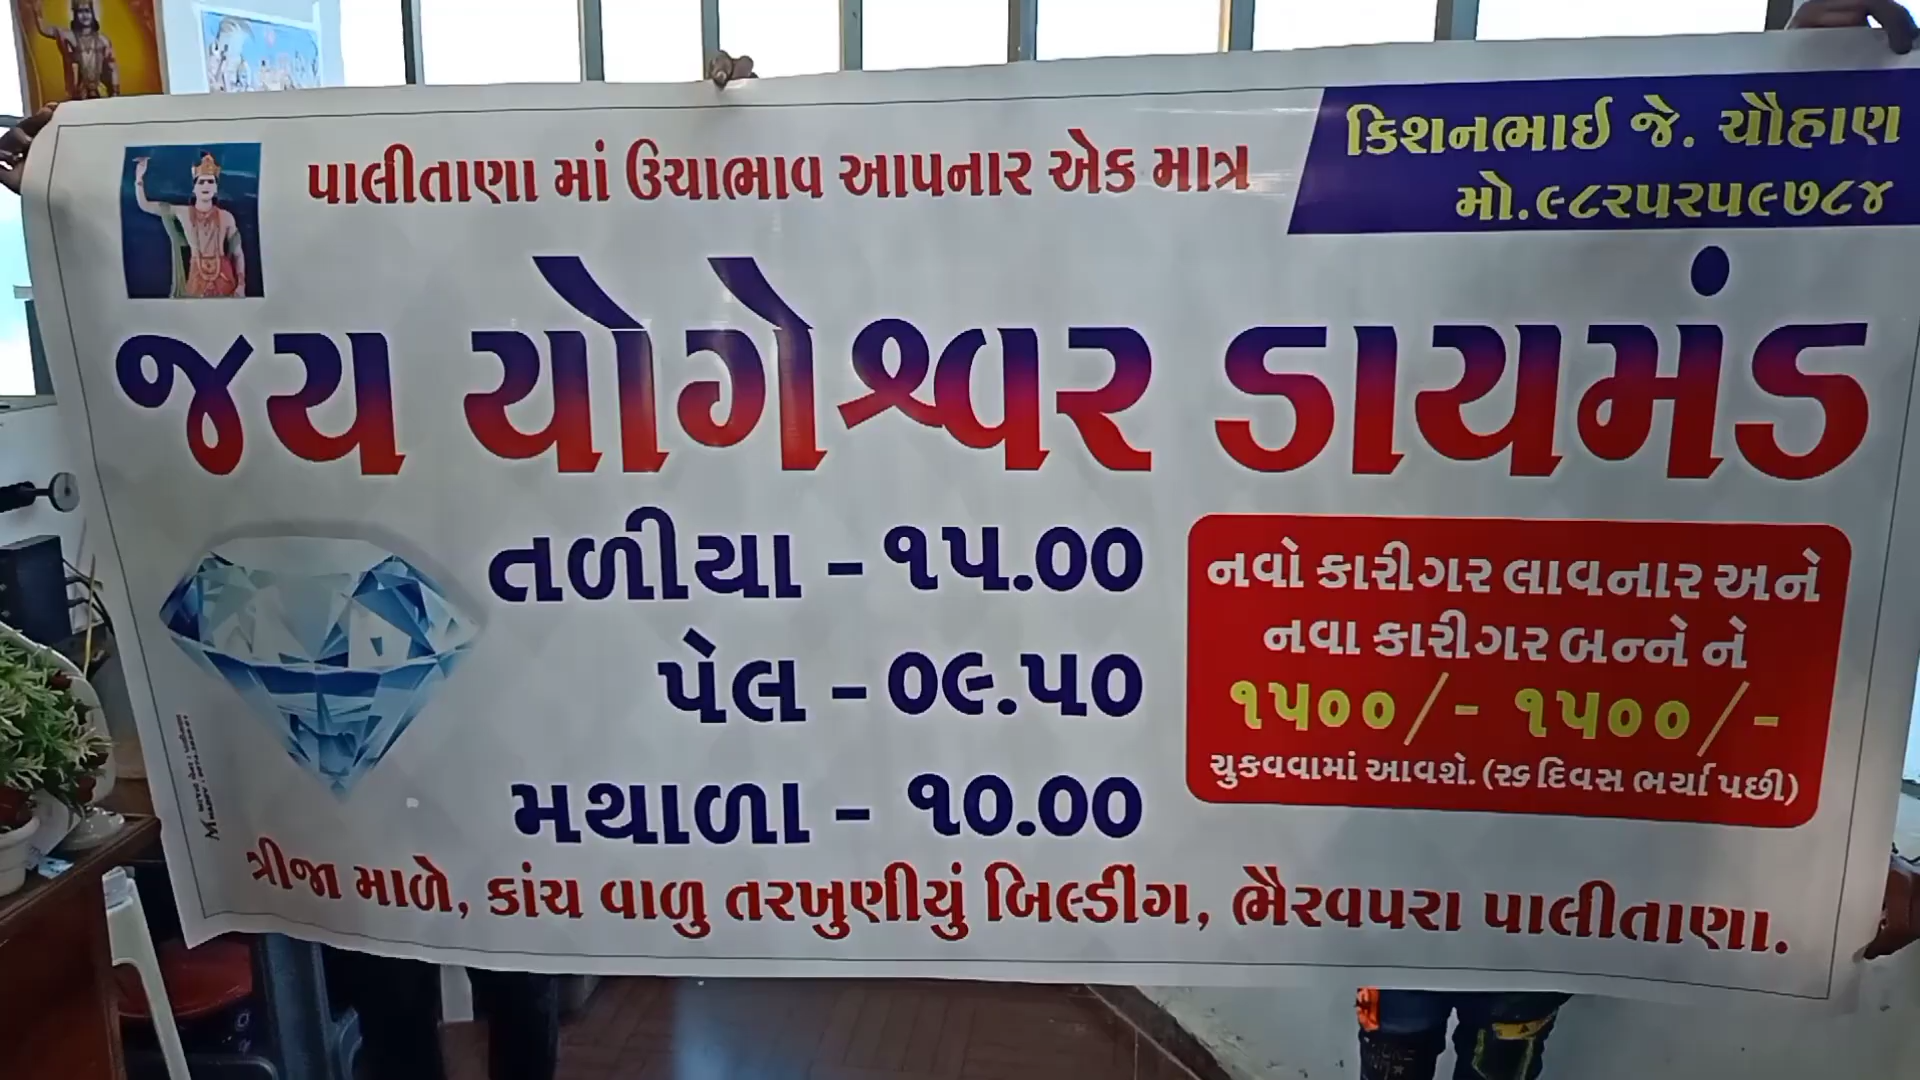 પાલીતાણા માં ઉચાભાવ આપનાર એક માત્ર
કિશનભાઈ જે. ચૌહાણ
મો.૯૮૨૫૨૫૯૭૮૪
જય યોગેશ્વર ડાયમંડ
તળીયા - ૧૫.૦૦
પેલ - ૦૯.૫૦
મથાળા - ૧૦.૦૦
નવો કારીગર લાવનાર અને
નવા કારીગર બન્ને ને
૧૫૦૦/- ૧૫૦૦/-
ચુકવવામાં આવશે. (૨૬ દિવસ ભર્યા પછી)
ત્રીજા માળે, કાંચ વાળુ તરખુણીયું બિલ્ડીંગ, ભૈરવપરા પાલીતાણા.